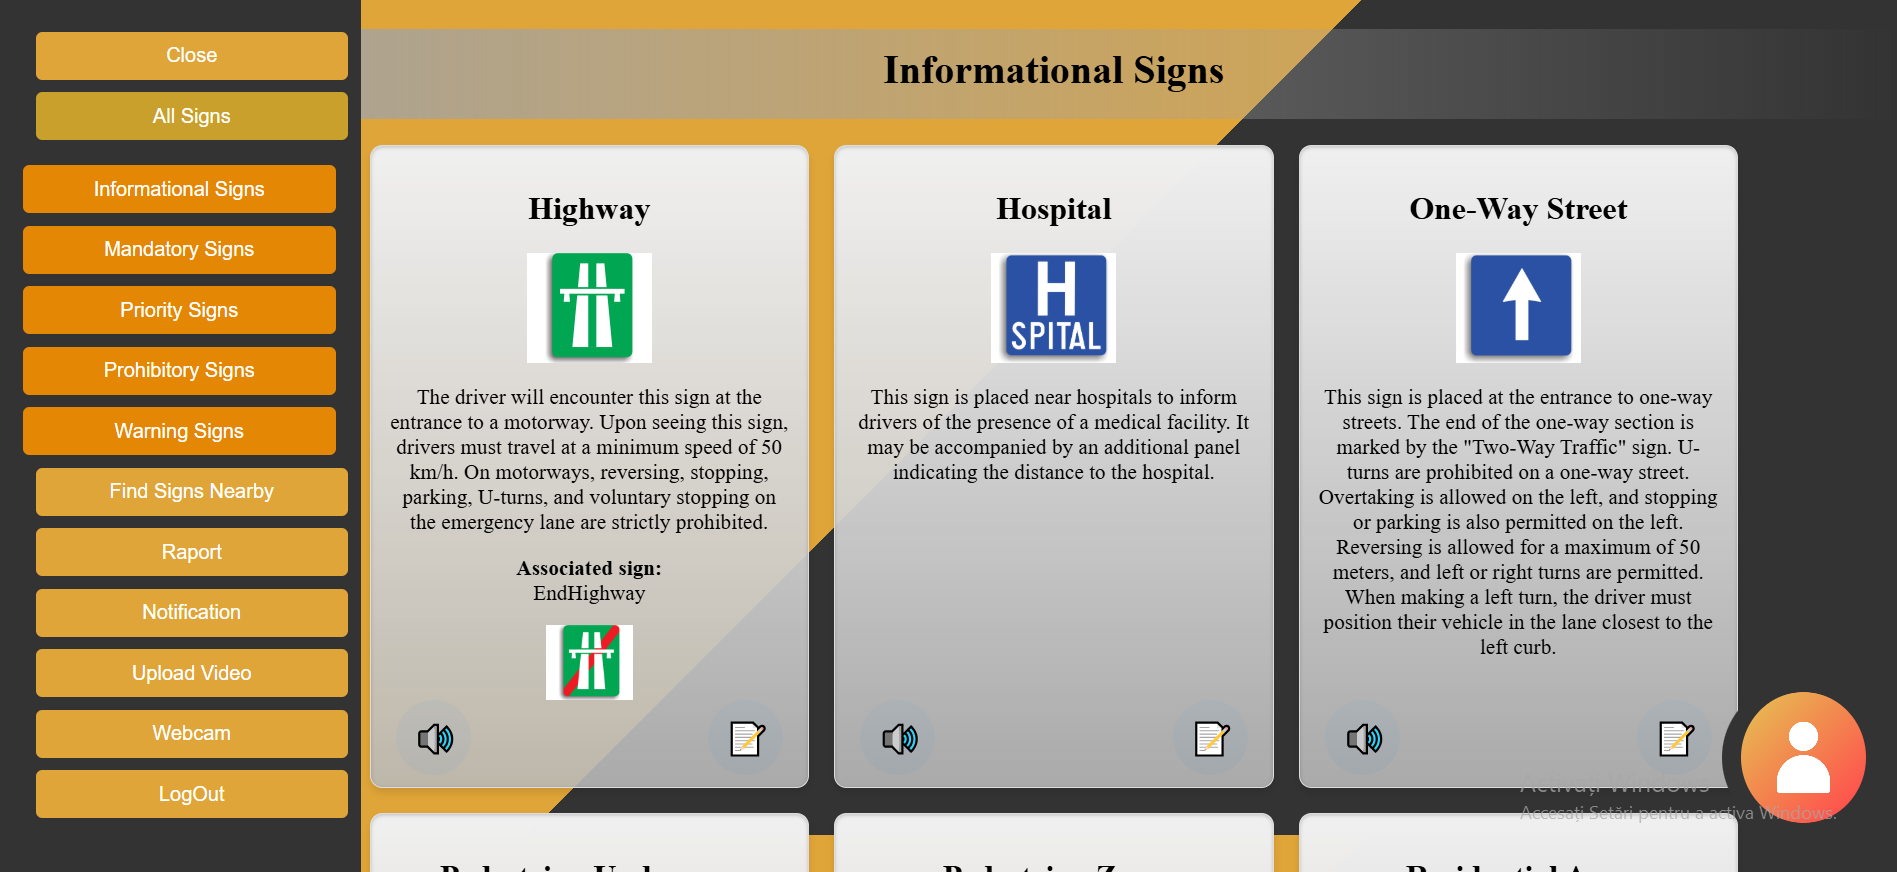 Close
All Signs
Informational Signs
Mandatory Signs
Priority Signs
Prohibitory Signs
Warning Signs
Find Signs Nearby
Raport
Notification
Upload Video
Webcam
LogOut
Informational Signs
Highway
The driver will encounter this sign at the
entrance to a motorway. Upon seeing this sign,
drivers must travel at a minimum speed of 50
km/h. On motorways, reversing, stopping,
parking, U-turns, and voluntary stopping on
the emergency lane are strictly prohibited.
Associated sign:
EndHighway
Hospital
H
SPITAL
This sign is placed near hospitals to inform
drivers of the presence of a medical facility. It
may be accompanied by an additional panel
indicating the distance to the hospital.
One-Way Street
This sign is placed at the entrance to one-way
streets. The end of the one-way section is
marked by the "Two-Way Traffic" sign. U-
turns are prohibited on a one-way street.
Overtaking is allowed on the left, and stopping
or parking is also permitted on the left.
Reversing is allowed for a maximum of 50
meters, and left or right turns are permitted.
When making a left turn, the driver must
position their vehicle in the lane closest to the
left curb.
Activați Windows
Accesați Setări pentru a activa Windows.